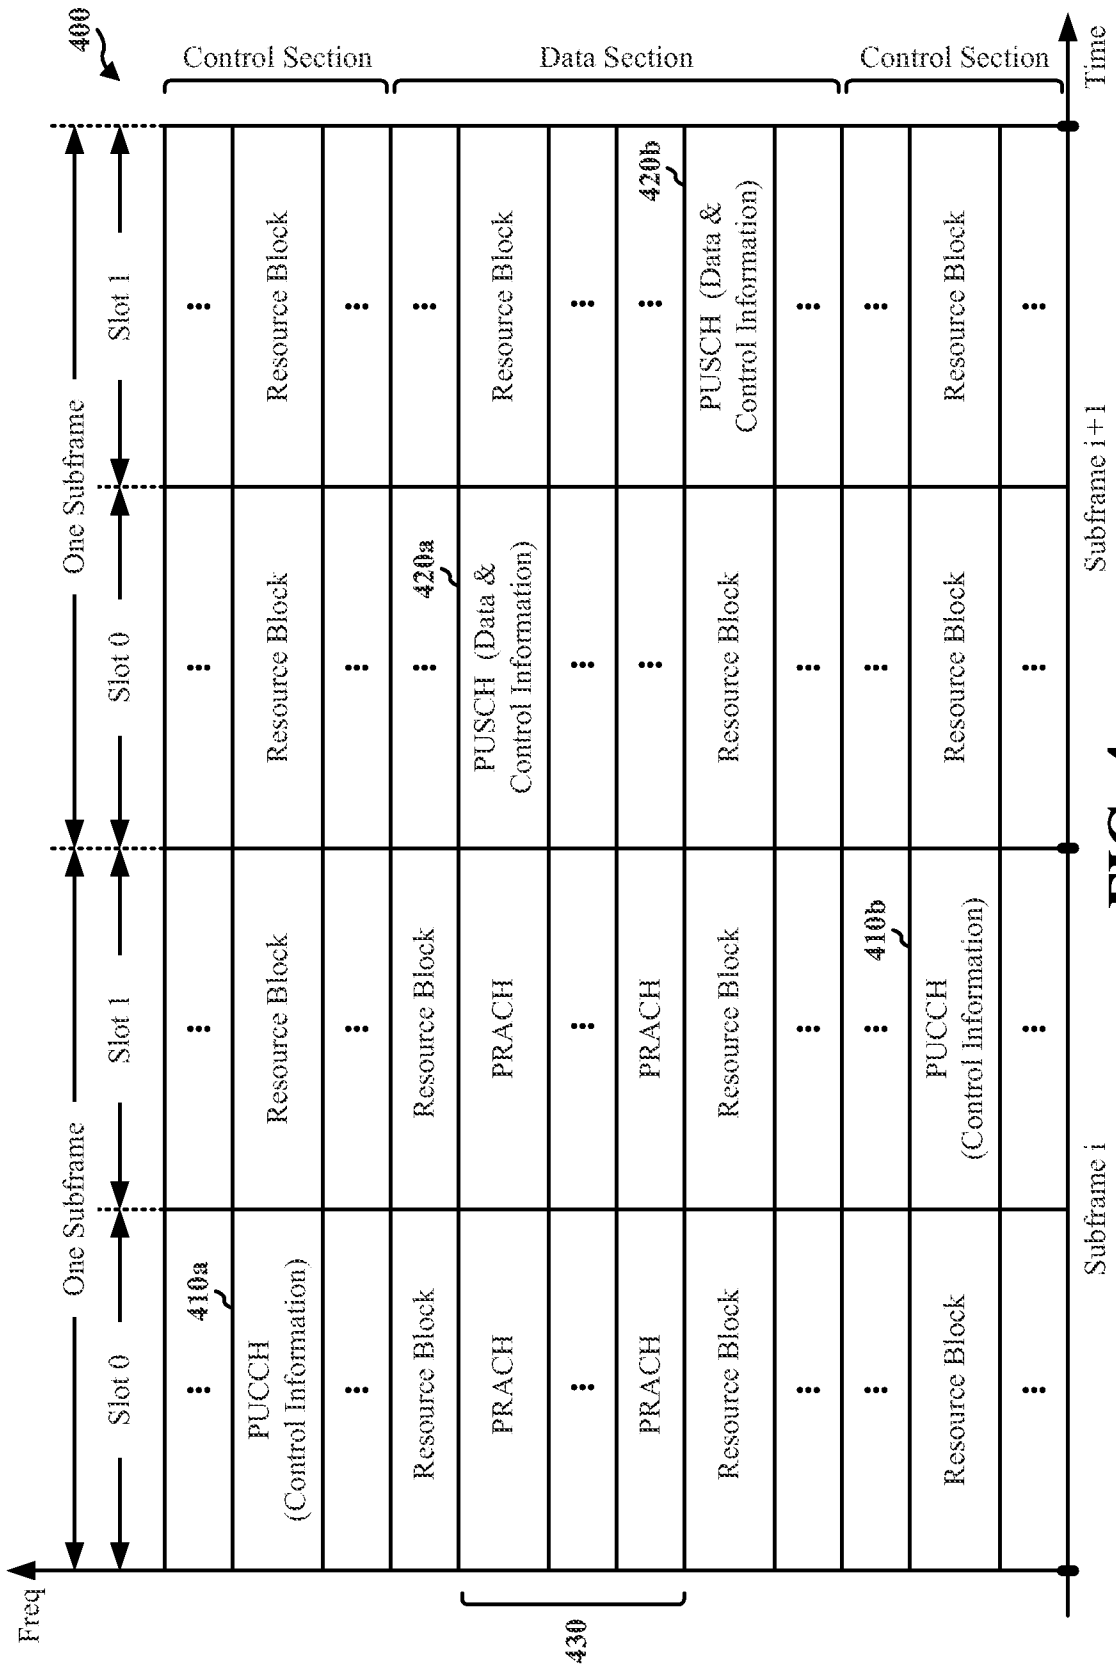 400
Freq
One Subframe
One Subframe
Slot 0
Slot 1
Slot 0
Slot 1
Control Section
...
...
...
...
410a
PUCCH
(Control Information)
Resource Block
Resource Block
Resource Block
...
...
...
...
Data Section
Resource Block
Resource Block
...
...
420a
430
PRACH
PRACH
PUSCH (Data &
Control Information)
Resource Block
...
...
...
...
PRACH
PRACH
...
...
420b
Resource Block
Resource Block
Resource Block
PUSCH (Data &
Control Information)
...
...
...
...
Control Section
...
...
...
...
410b
Resource Block
PUCCH
(Control Information)
Resource Block
Resource Block
...
...
...
...
Subframe i
Subframe i+1
Time
FIG. 4